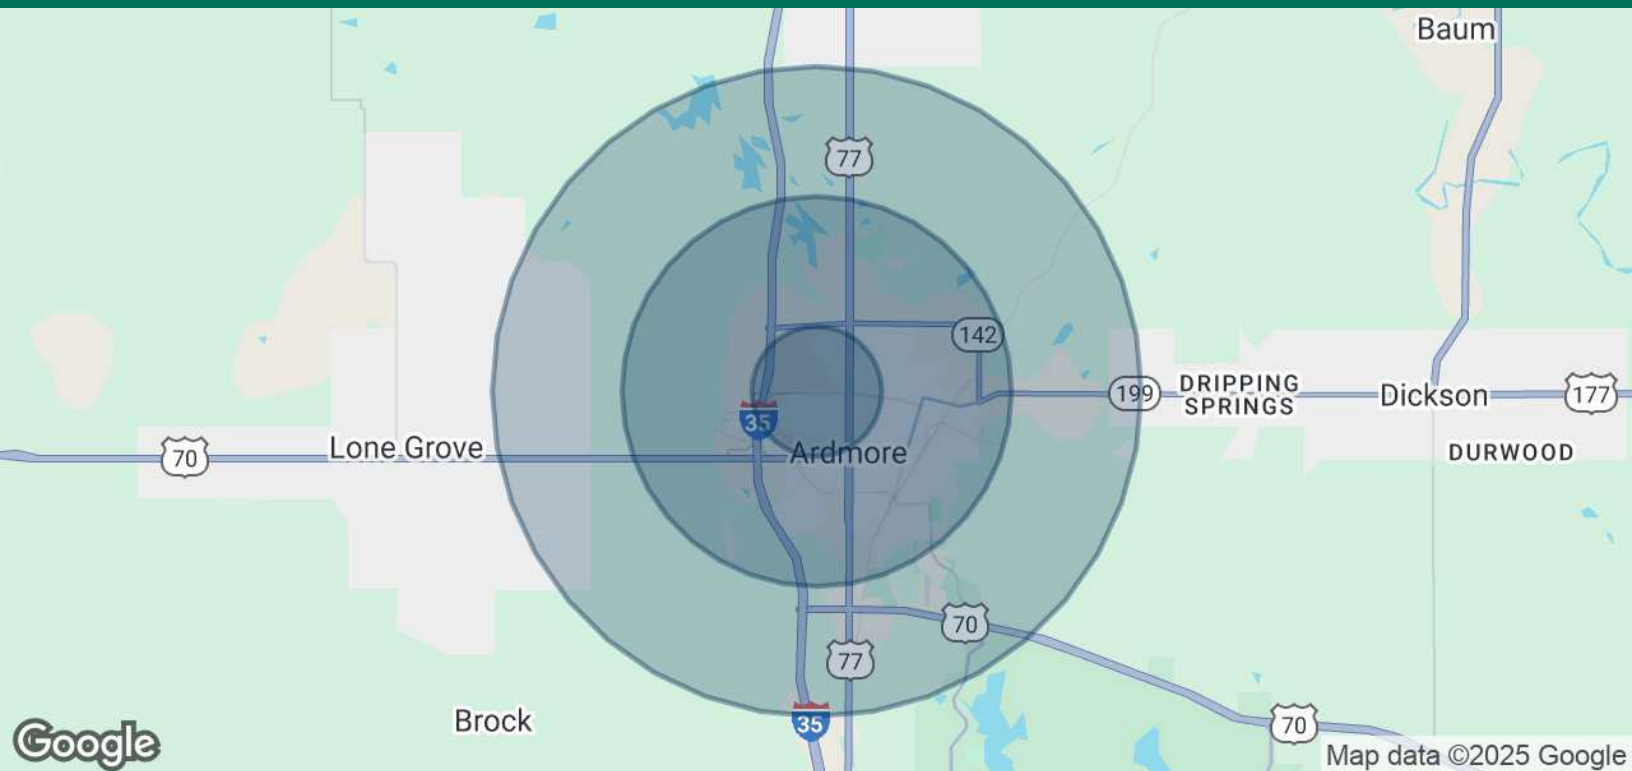 Baum
77
142
199
DRIPPING
SPRINGS
Dickson
177
35
70
Lone Grove
Ardmore
DURWOOD
70
77
35
Brock
70
Google
Map data ©2025 Google